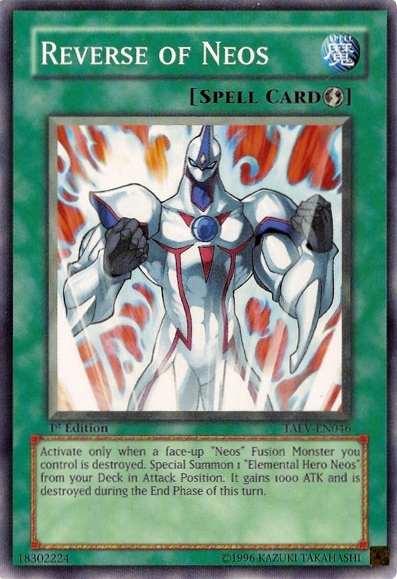 REVERSE OF NEOS
SPELL
魔
[SPELL CARD]
1st Edition
TAEV-EN046
Activate only when a face-up "Neos" Fusion Monster you
control is destroyed. Special Summon 1 "Elemental Hero Neos"
from your Deck in Attack Position. It gains 1000 ATK and is
destroyed during the End Phase of this turn.
18302224
©1996 KAZUKI TAKAHASHI